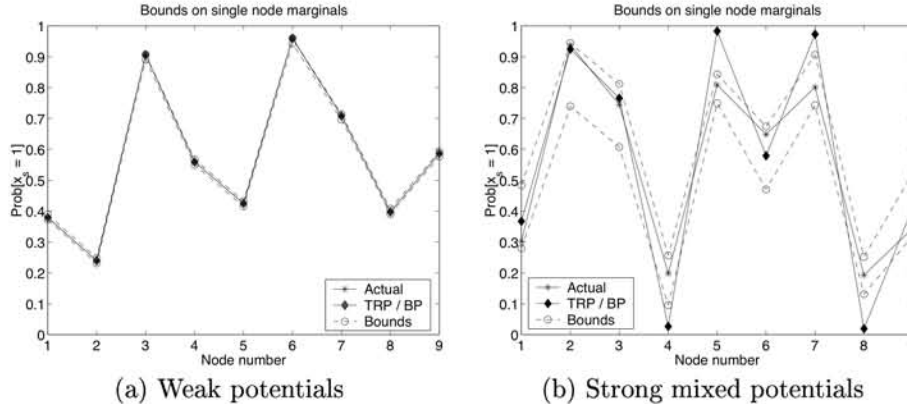 Bounds on single node marginals
1
0.9
0.8
0.7
0.6
0.5
0.4
0.3
0.2
0.1
0
Prob[x_s = 1]
1 2 3 4 5 6 7 8 9
Node number
Actual
TRP / BP
Bounds
(a) Weak potentials
Bounds on single node marginals
1
0.9
0.8
0.7
0.6
0.5
0.4
0.3
0.2
0.1
0
Prob[x_s = 1]
1 2 3 4 5 6 7 8
Node number
Actual
TRP / BP
Bounds
(b) Strong mixed potentials